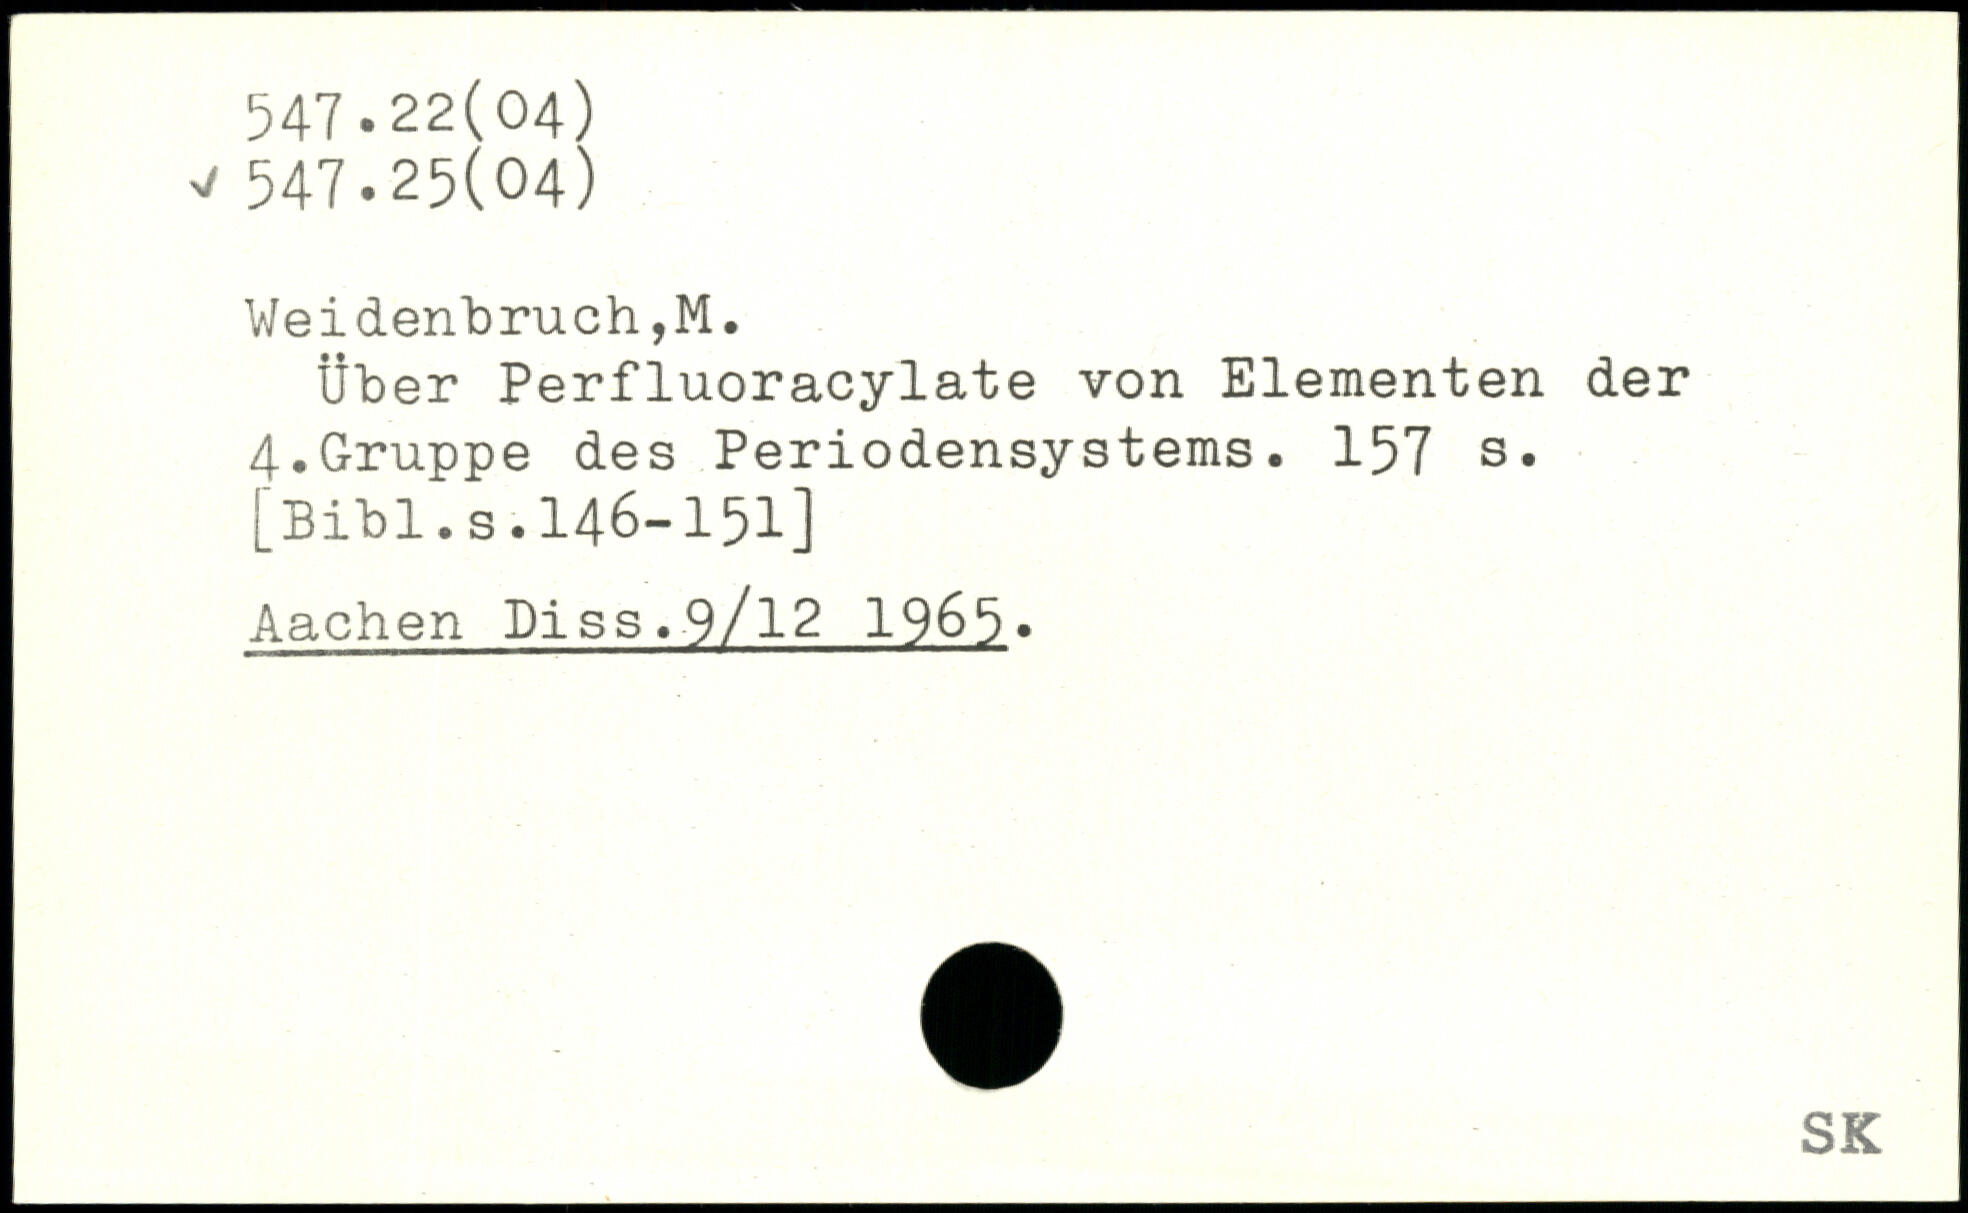 547.22(04)
✓ 547.25(04)
Weidenbruch,M.
Über Perfluoracylate von Elementen der
4.Gruppe des Periodensystems. 157 s.
[Bibl.s.146-151]
Aachen Diss.9/12 1965.
SK